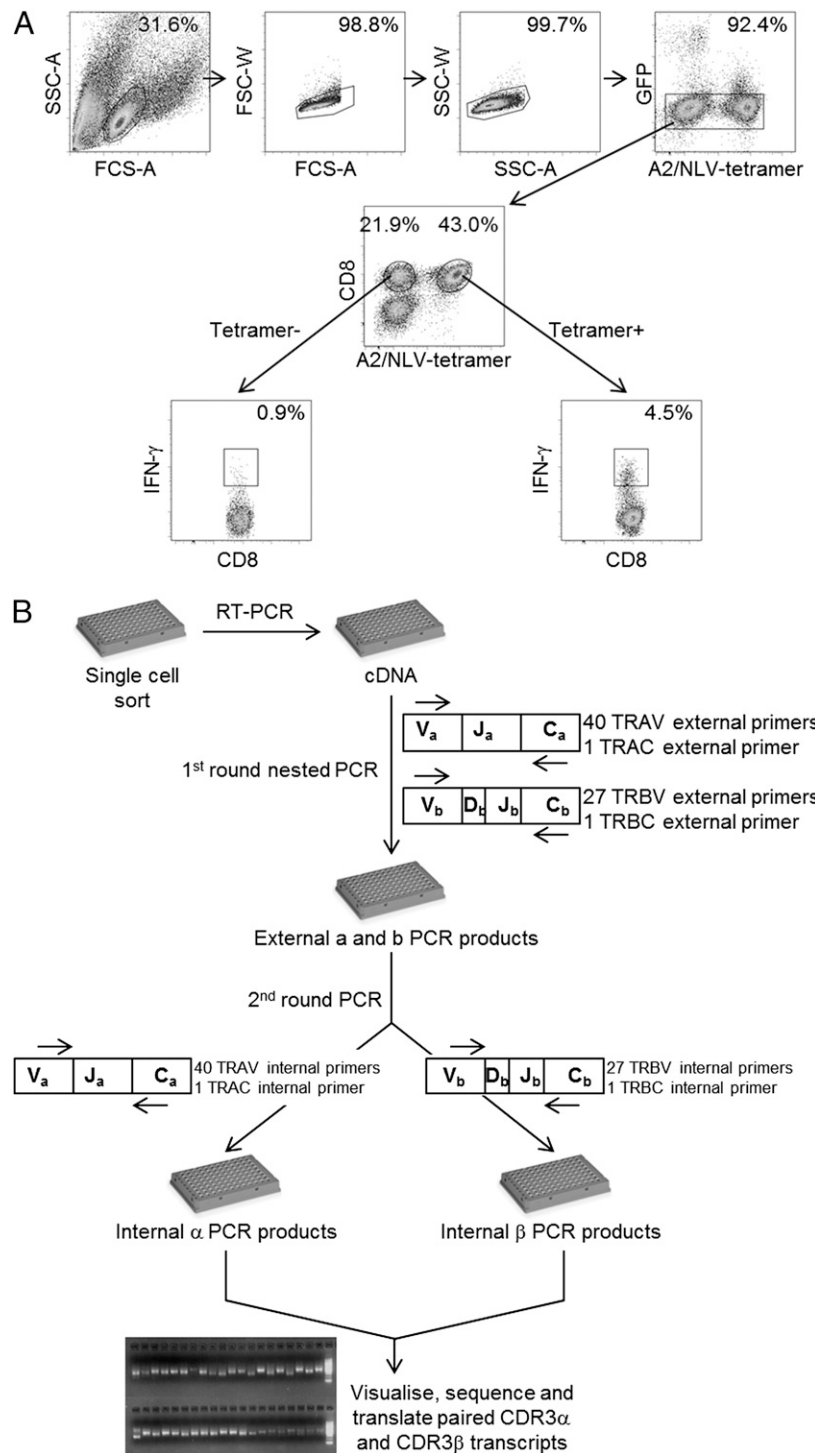 A
31.6%
SSC-A
FCS-A
98.8%
FSC-W
FCS-A
99.7%
SSC-W
SSC-A
92.4%
GFP
A2/NLV-tetramer
21.9% 43.0%
CD8
A2/NLV-tetramer
Tetramer-
Tetramer+
0.9%
IFN-γ
CD8
4.5%
IFN-γ
CD8
B
RT-PCR
Single cell
sort
cDNA
1st round nested PCR
Va Ja Ca
40 TRAV external primers
1 TRAC external primer
Vb Db Jb Cb
27 TRBV external primers
1 TRBC external primer
External a and b PCR products
2nd round PCR
Va Ja Ca
40 TRAV internal primers
1 TRAC internal primer
Vb Db Jb Cb
27 TRBV internal primers
1 TRBC internal primer
Internal α PCR products
Internal β PCR products
Visualise, sequence and
translate paired CDR3α
and CDR3β transcripts